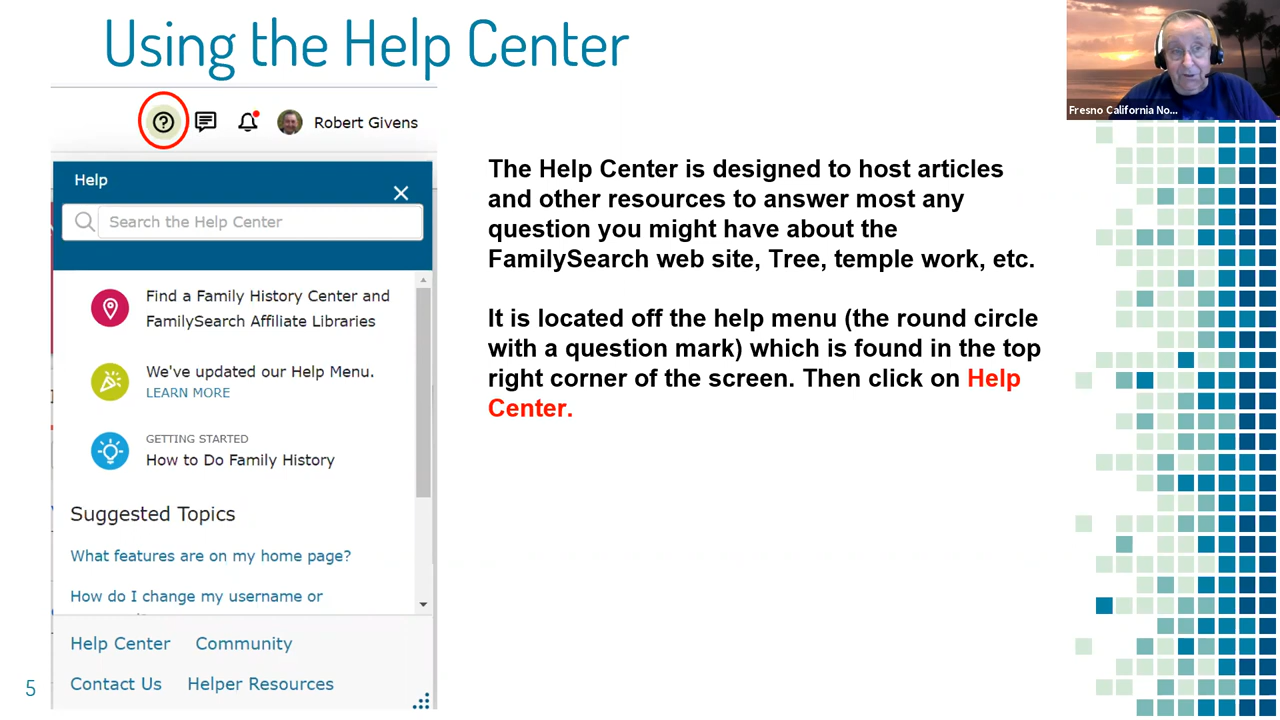 Using the Help Center
Fresno California No...
Robert Givens
Help
Search the Help Center
Find a Family History Center and
FamilySearch Affiliate Libraries
We've updated our Help Menu.
LEARN MORE
GETTING STARTED
How to Do Family History
Suggested Topics
What features are on my home page?
How do I change my username or
Help Center Community
Contact Us Helper Resources
The Help Center is designed to host articles
and other resources to answer most any
question you might have about the
FamilySearch web site, Tree, temple work, etc.
It is located off the help menu (the round circle
with a question mark) which is found in the top
right corner of the screen. Then click on Help
Center.
5